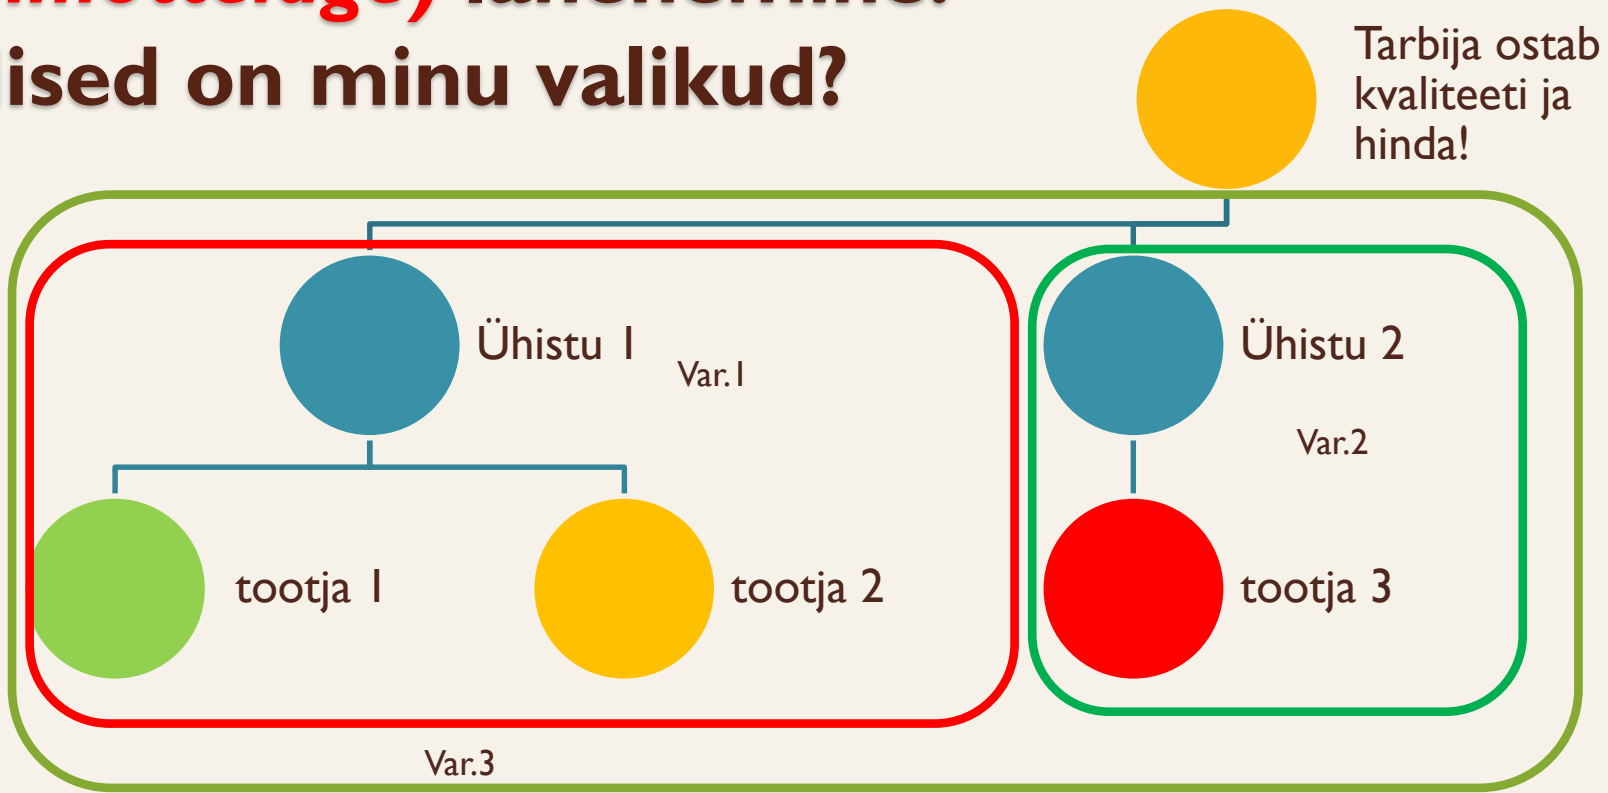 lähenemine.
on minu valikud?
Tarbija ostab
kvaliteeti ja
hinda!
Ühistu 1
Var.1
Ühistu 2
Var.2
tootja 1
tootja 2
tootja 3
Var.3